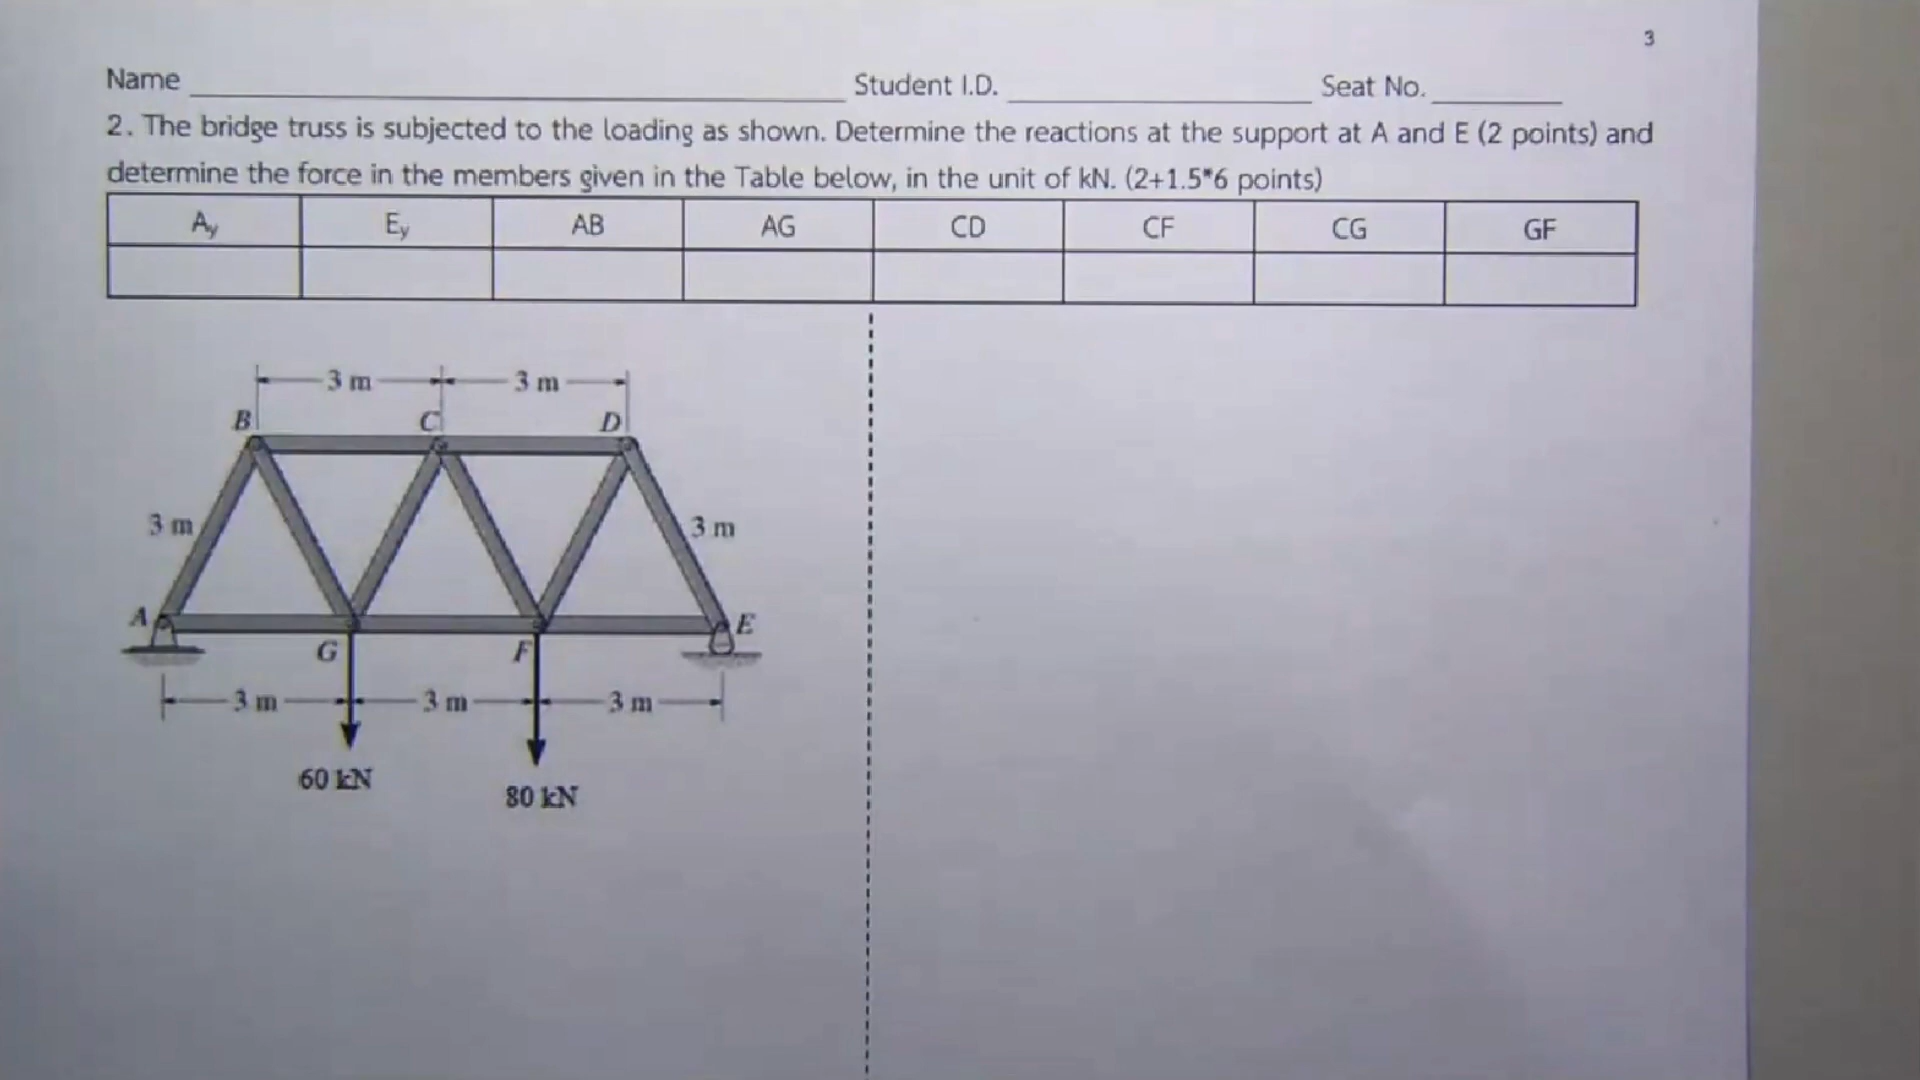 3
Name Student I.D. Seat No.
2. The bridge truss is subjected to the loading as shown. Determine the reactions at the support at A and E (2 points) and
determine the force in the members given in the Table below, in the unit of kN. (2+1.5*6 points)
Ay Ey AB AG CD CF CG GF
3 m 3 m
B C D
3 m 3 m
A E
G F
3 m 3 m 3 m
60 kN
80 kN